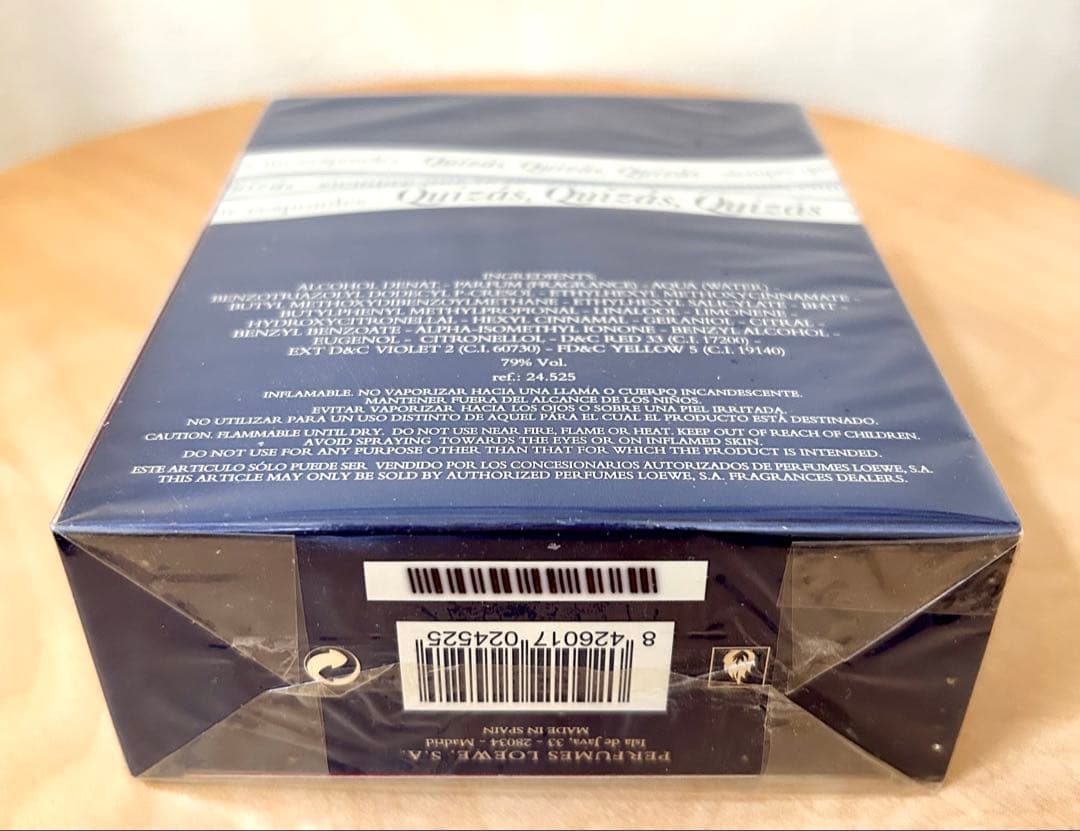 Quizás, Quizás, Quizás
responder Quizás, Quizás, Quizás
INGREDIENTS
ALCOHOL DENAT - PARFUM (FRAGRANCE) - AQUA (WATER) -
BENZOTRIAZOLYL DODECYL P-CRESOL - ETHYLHEXYL METHOXYCINNAMATE -
BUTYL METHOXYDIBENZOYLMETHANE - ETHYLHEXYL SALICYLATE - BHT -
BUTYLPHENYL METHYLPROPIONAL - LINALOOL - LIMONENE -
HYDROXYCITRONELLAL - HEXYL CINNAMAL - GERANIOL - CITRAL -
BENZYL BENZOATE - ALPHA-ISOMETHYL IONONE - BENZYL ALCOHOL -
EUGENOL - CITRONELLOL - D&C RED 33 (C.I. 17200) -
EXT D&C VIOLET 2 (C.I. 60730) - FD&C YELLOW 5 (C.I. 19140)
79% Vol.
ref.: 24.525
INFLAMABLE. NO VAPORIZAR HACIA UNA LLAMA O CUERPO INCANDESCENTE.
MANTENER FUERA DEL ALCANCE DE LOS NIÑOS.
EVITAR VAPORIZAR HACIA LOS OJOS O SOBRE UNA PIEL IRRITADA.
NO UTILIZAR PARA UN USO DISTINTO DE AQUEL PARA EL CUAL EL PRODUCTO ESTÁ DESTINADO.
CAUTION. FLAMMABLE UNTIL DRY. DO NOT USE NEAR FIRE, FLAME OR HEAT. KEEP OUT OF REACH OF CHILDREN.
AVOID SPRAYING TOWARDS THE EYES OR ON INFLAMED SKIN.
DO NOT USE FOR ANY PURPOSE OTHER THAN THAT FOR WHICH THE PRODUCT IS INTENDED.
ESTE ARTICULO SÓLO PUEDE SER VENDIDO POR LOS CONCESIONARIOS AUTORIZADOS DE PERFUMES LOEWE, S.A.
THIS ARTICLE MAY ONLY BE SOLD BY AUTHORIZED PERFUMES LOEWE, S.A. FRAGRANCES DEALERS.
PERFUMES LOEWE, S.A.
Isla de Java, 33 - 28034 - Madrid
MADE IN SPAIN
8 426017 024525